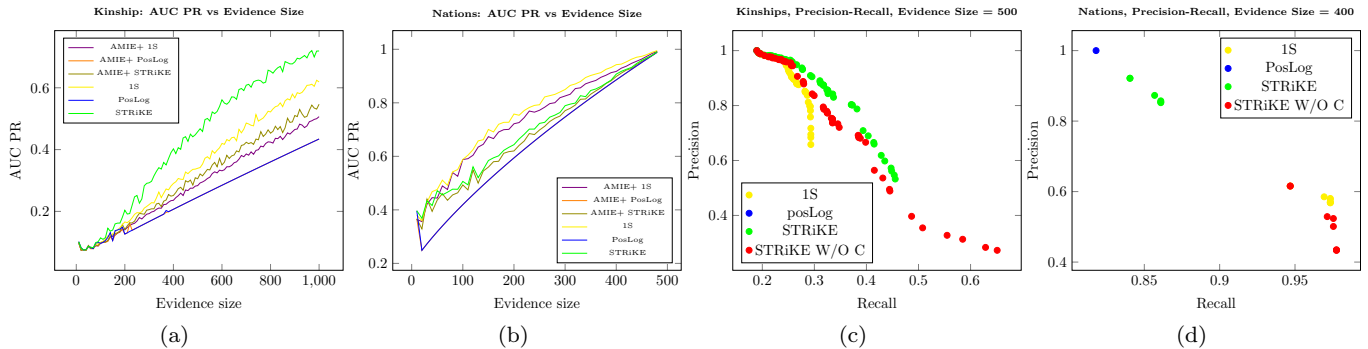 Kinship: AUC PR vs Evidence Size
AUC PR
0.6
0.4
0.2
AMIE+ 1S
AMIE+ PosLog
AMIE+ STRiKE
1S
PosLog
STRiKE
0 200 400 600 800 1,000
Evidence size
(a)
Nations: AUC PR vs Evidence Size
AUC PR
1
0.8
0.6
0.4
0.2
AMIE+ 1S
AMIE+ PosLog
AMIE+ STRiKE
1S
PosLog
STRiKE
0 100 200 300 400 500
Evidence size
(b)
Kinships, Precision-Recall, Evidence Size = 500
Precision
1
0.8
0.6
0.4
1S
posLog
STRiKE
STRiKE W/O C
0.2 0.3 0.4 0.5 0.6
Recall
(c)
Nations, Precision-Recall, Evidence Size = 400
Precision
1
0.8
0.6
0.4
1S
PosLog
STRiKE
STRiKE W/O C
0.85 0.9 0.95
Recall
(d)